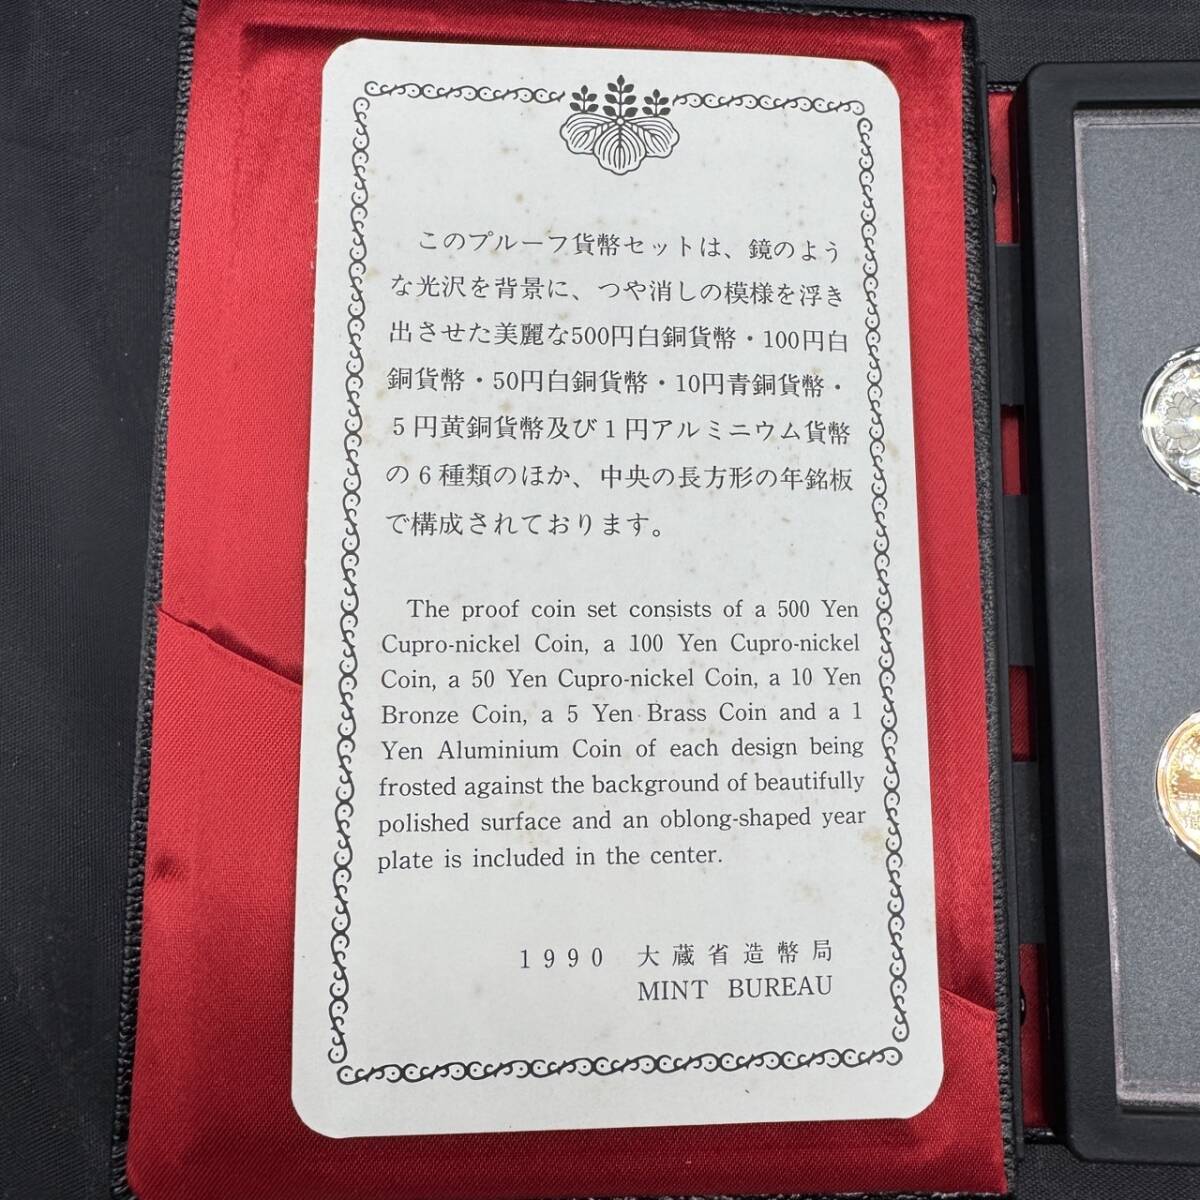 このプルーフ貨幣セットは、鏡のよう
な光沢を背景に、つや消しの模様を浮き
出させた美麗な500円白銅貨幣・100円白
銅貨幣・50円白銅貨幣・10円青銅貨幣・
5円黄銅貨幣及び1円アルミニウム貨幣
の6種類のほか、中央の長方形の年銘板
で構成されております。
The proof coin set consists of a 500 Yen
Cupro-nickel Coin, a 100 Yen Cupro-nickel
Coin, a 50 Yen Cupro-nickel Coin, a 10 Yen
Bronze Coin, a 5 Yen Brass Coin and a 1
Yen Aluminium Coin of each design being
frosted against the background of beautifully
polished surface and an oblong-shaped year
plate is included in the center.
1990 大蔵省造幣局
MINT BUREAU